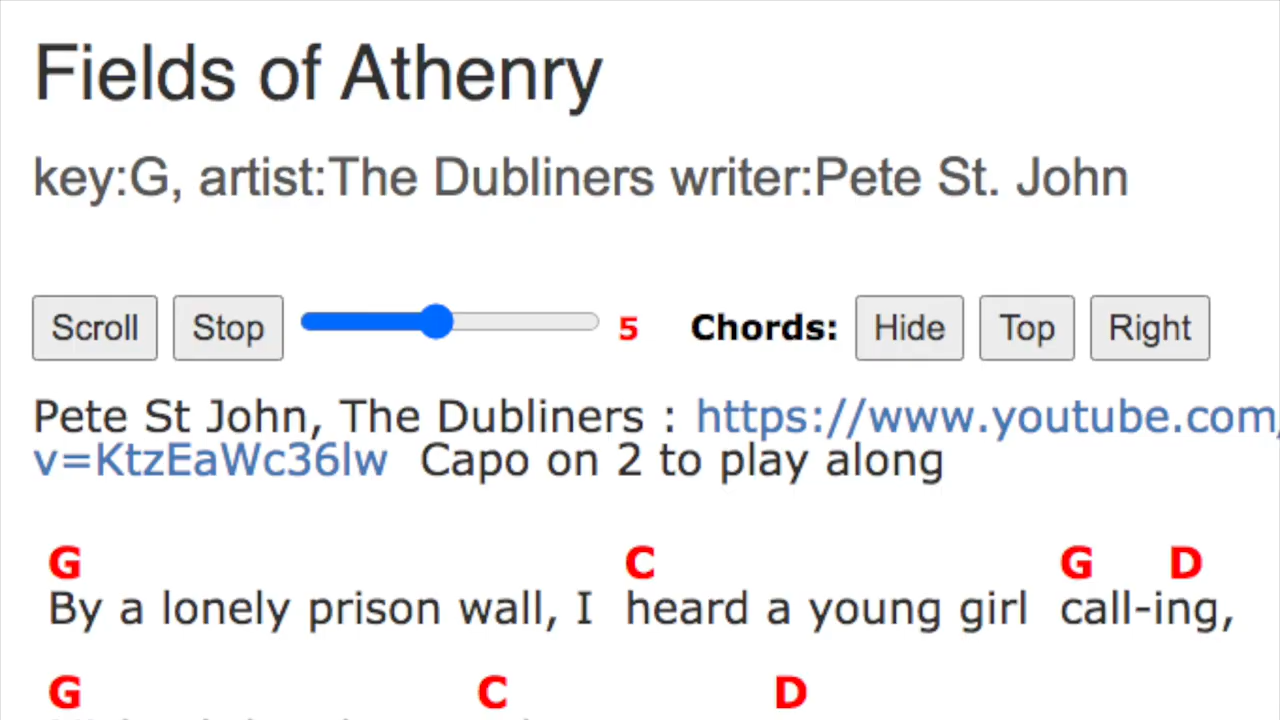 Fields of Athenry
key:G, artist:The Dubliners writer:Pete St. John
Scroll Stop 5 Chords: Hide Top Right
Pete St John, The Dubliners : https://www.youtube.com/
v=KtzEaWc36lw Capo on 2 to play along
G C G D
By a lonely prison wall, I heard a young girl call-ing,
G C D